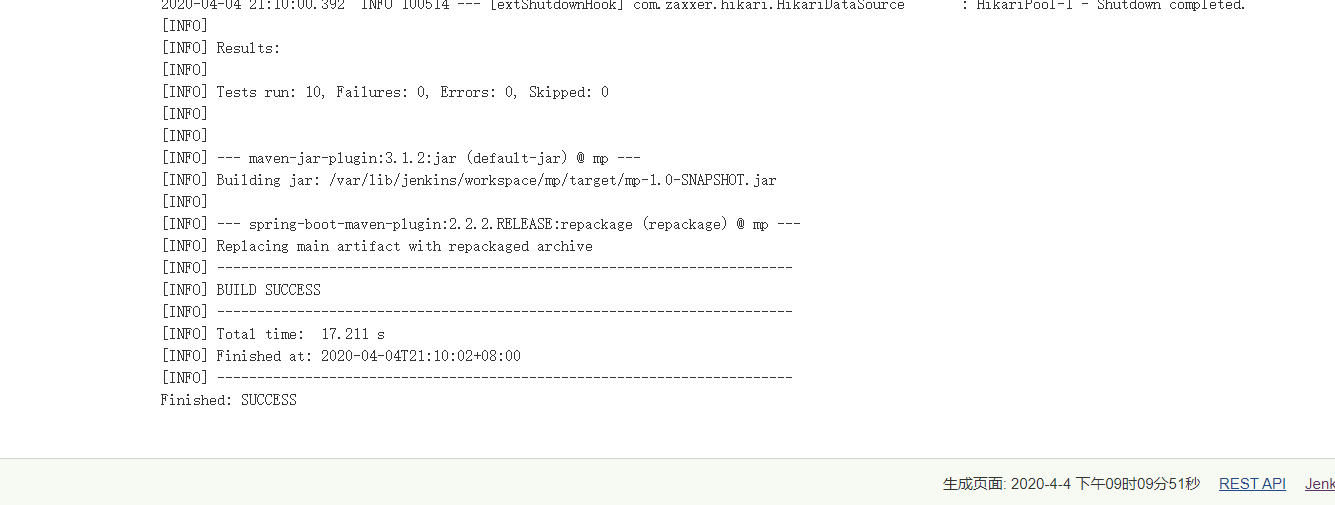 2020-04-04 21:10:00.392  INFO 100514 --- [extShutdownHook] com.zaxxer.hikari.HikariDataSource       : HikariPool-1 - Shutdown completed.
[INFO]
[INFO] Results:
[INFO]
[INFO] Tests run: 10, Failures: 0, Errors: 0, Skipped: 0
[INFO]
[INFO]
[INFO] --- maven-jar-plugin:3.1.2:jar (default-jar) @ mp ---
[INFO] Building jar: /var/lib/jenkins/workspace/mp/target/mp-1.0-SNAPSHOT.jar
[INFO]
[INFO] --- spring-boot-maven-plugin:2.2.2.RELEASE:repackage (repackage) @ mp ---
[INFO] Replacing main artifact with repackaged archive
[INFO] ------------------------------------------------------------------------
[INFO] BUILD SUCCESS
[INFO] ------------------------------------------------------------------------
[INFO] Total time:  17.211 s
[INFO] Finished at: 2020-04-04T21:10:02+08:00
[INFO] ------------------------------------------------------------------------
Finished: SUCCESS
生成页面: 2020-4-4 下午09时09分51秒 REST API Jenk